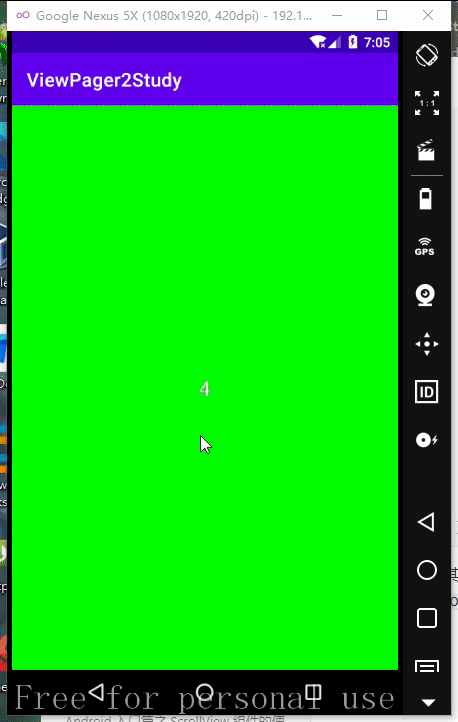 Google Nexus 5X (1080x1920, 420dpi) - 192.1...
7:05
ViewPager2Study
1:1
GPS
4
ID
Free for personal use
Android 入门篇之 ScrollView 组件的使